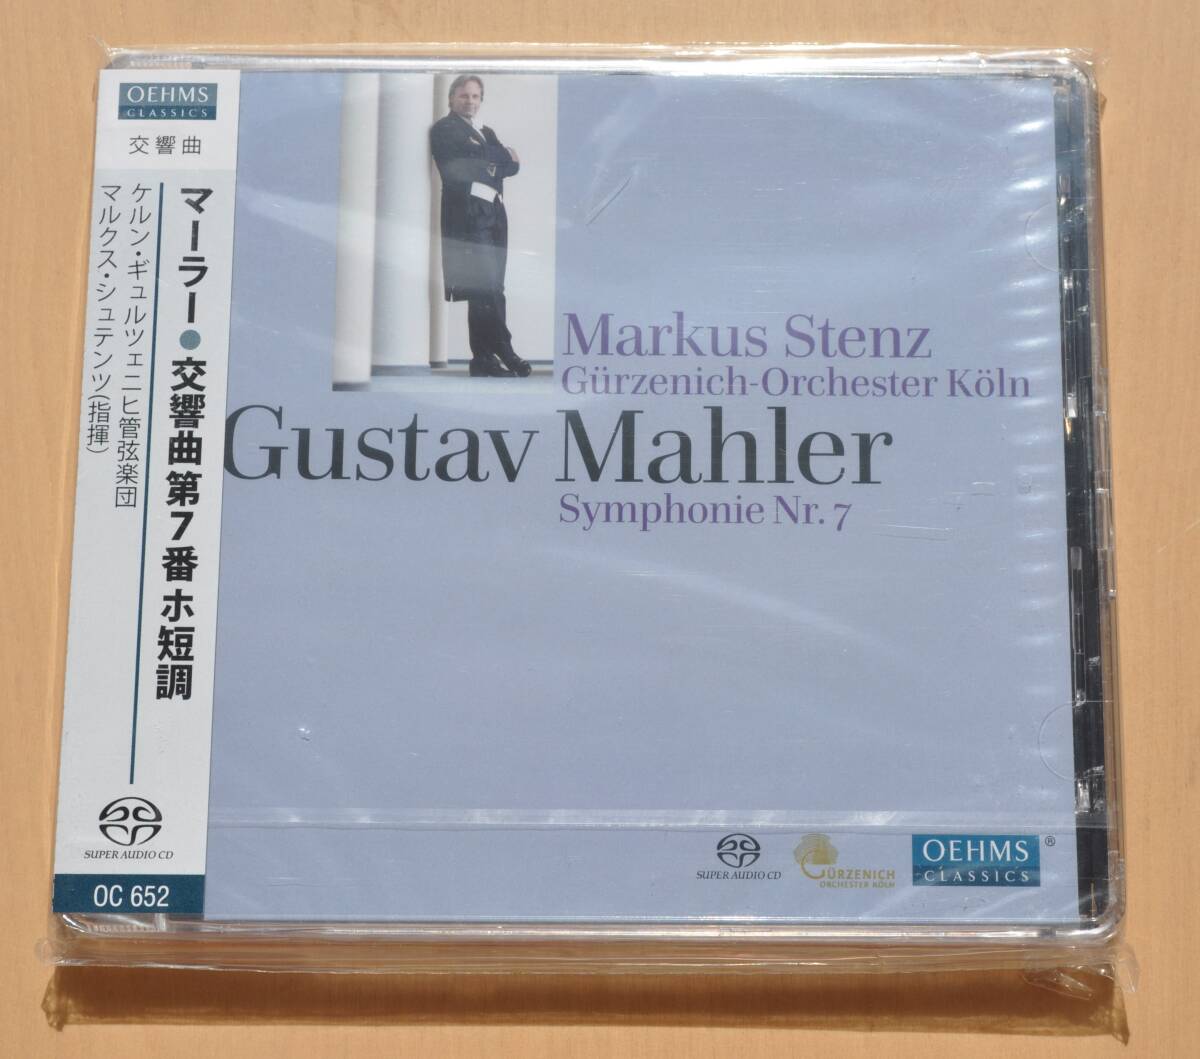 OEHMS
CLASSICS
交響曲
マーラー●交響曲 第7番 ホ短調
ケルン・ギュルツェニヒ管弦楽団
マルクス・シュテンツ(指揮)
SUPER AUDIO CD
OC 652
Markus Stenz
Gürzenich-Orchester Köln
Gustav Mahler
Symphonie Nr. 7
SUPER AUDIO CD
GÜRZENICH
ORCHESTER KÖLN
OEHMS
CLASSICS
®